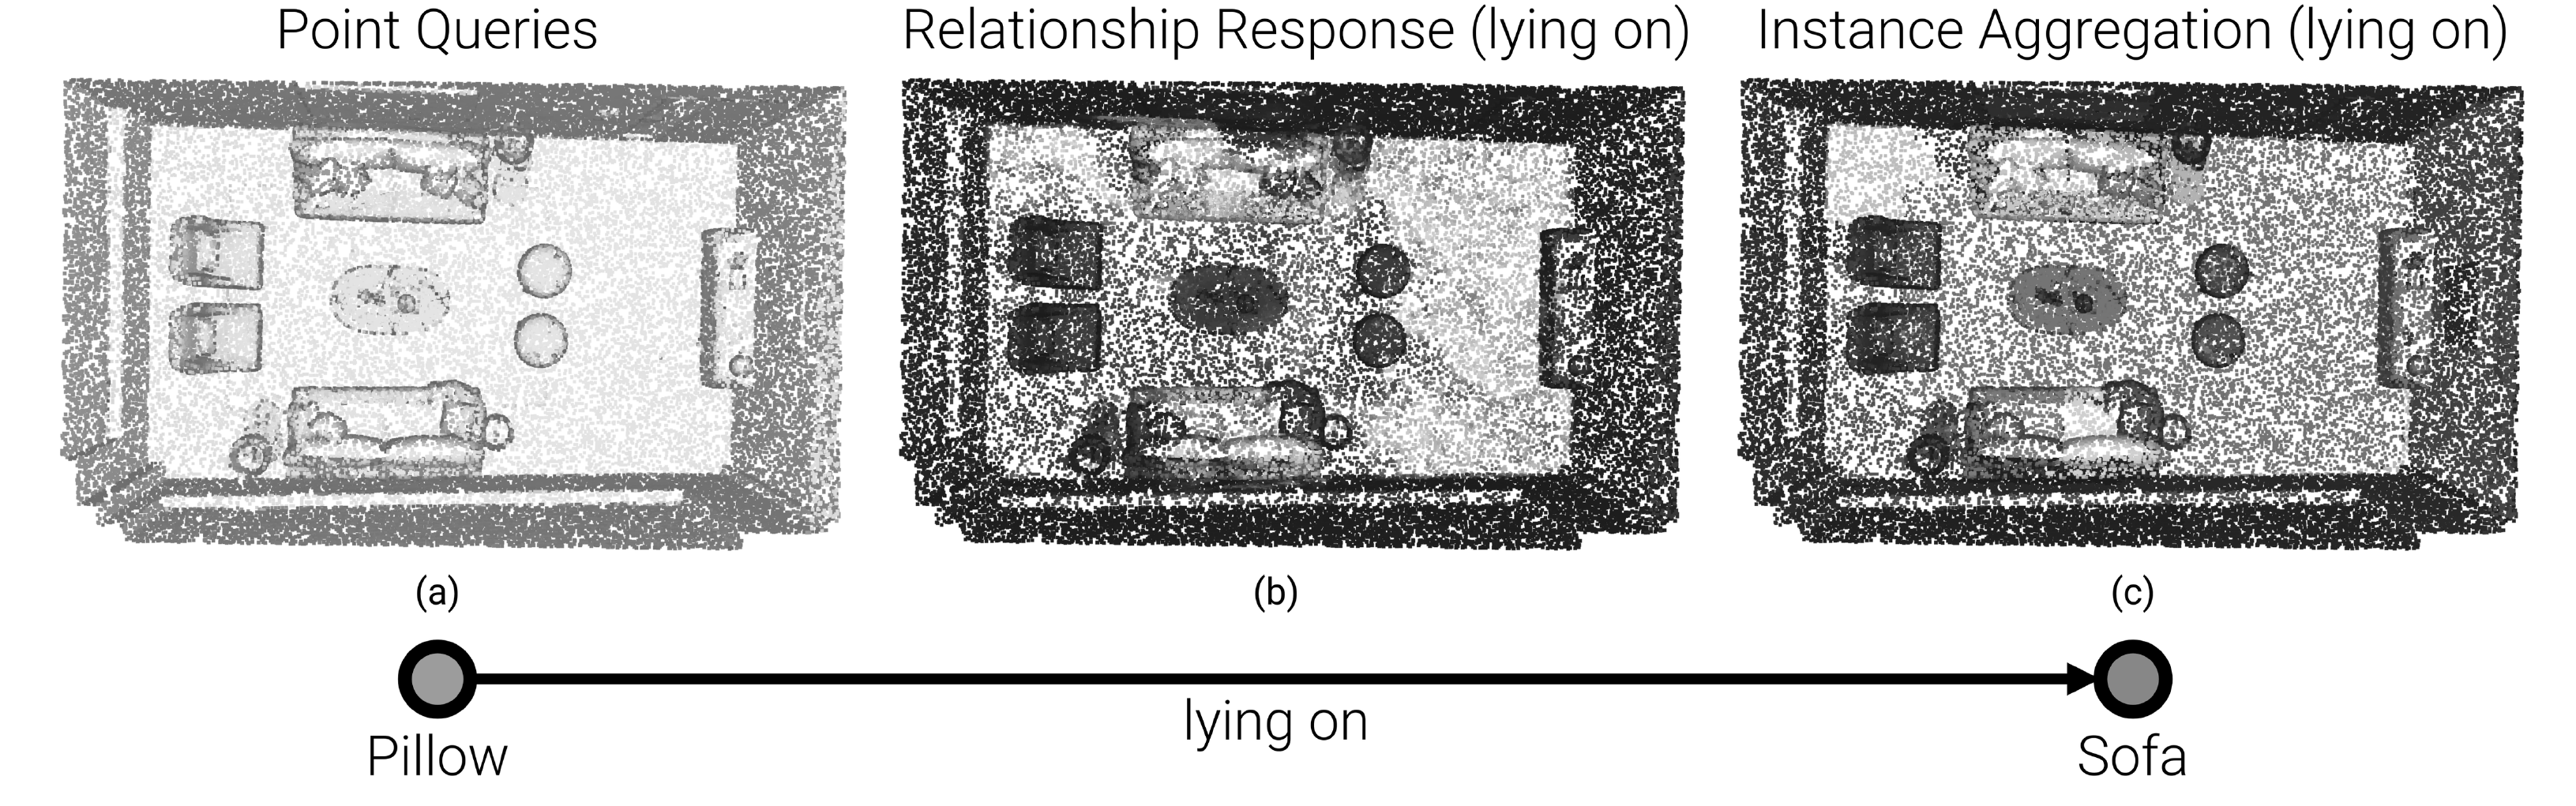 Point Queries
Relationship Response (lying on)
Instance Aggregation (lying on)
(a)
(b)
(c)
lying on
Pillow
Sofa